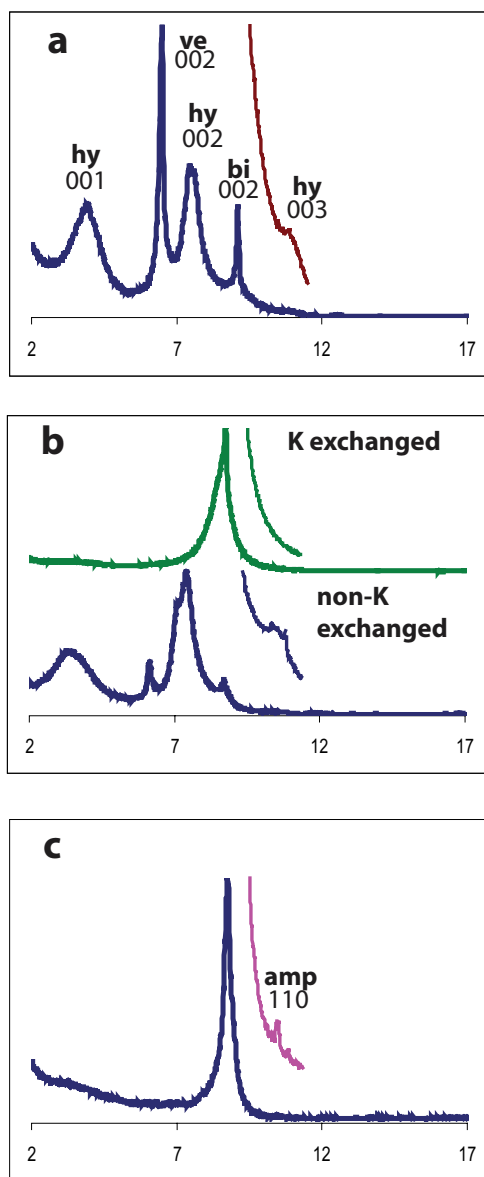 a
ve
002
hy
002
hy
001
bi
002
hy
003
2 7 12 17
b
K exchanged
non-K
exchanged
2 7 12 17
c
amp
110
2 7 12 17